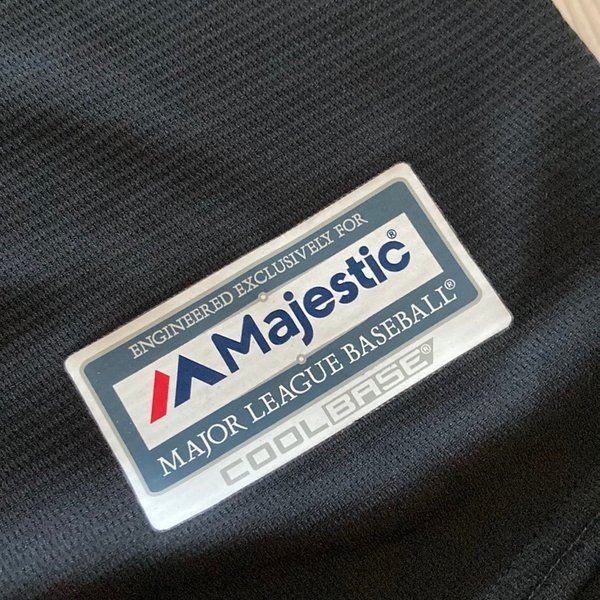 ENGINEERED EXCLUSIVELY FOR
Majestic®
MAJOR LEAGUE BASEBALL®
COOLBASE®